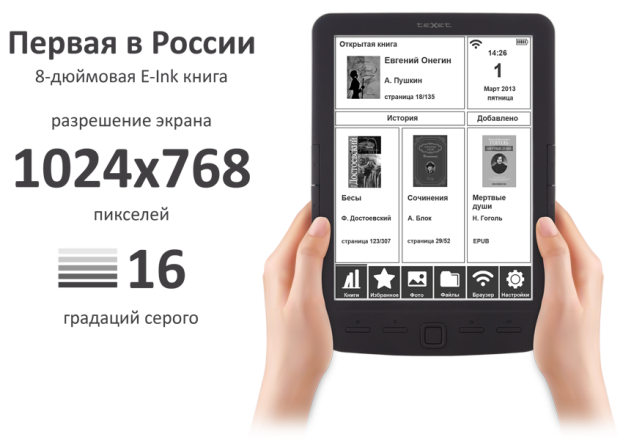 Первая в России
8-дюймовая E-Ink книга
разрешение экрана
1024x768
пикселей
16
градаций серого
teXet
Открытая книга
Евгений Онегин
А. Пушкин
страница 18/135
14:26
1
Март 2013
пятница
История
Добавлено
Достоевский
Бесы
Ф. Достоевский
страница 123/307
Сочинения
А. Блок
страница 29/52
Мертвые
души
Н. Гоголь
EPUB
Книги
Избранное
Фото
Файлы
Браузер
Настройки